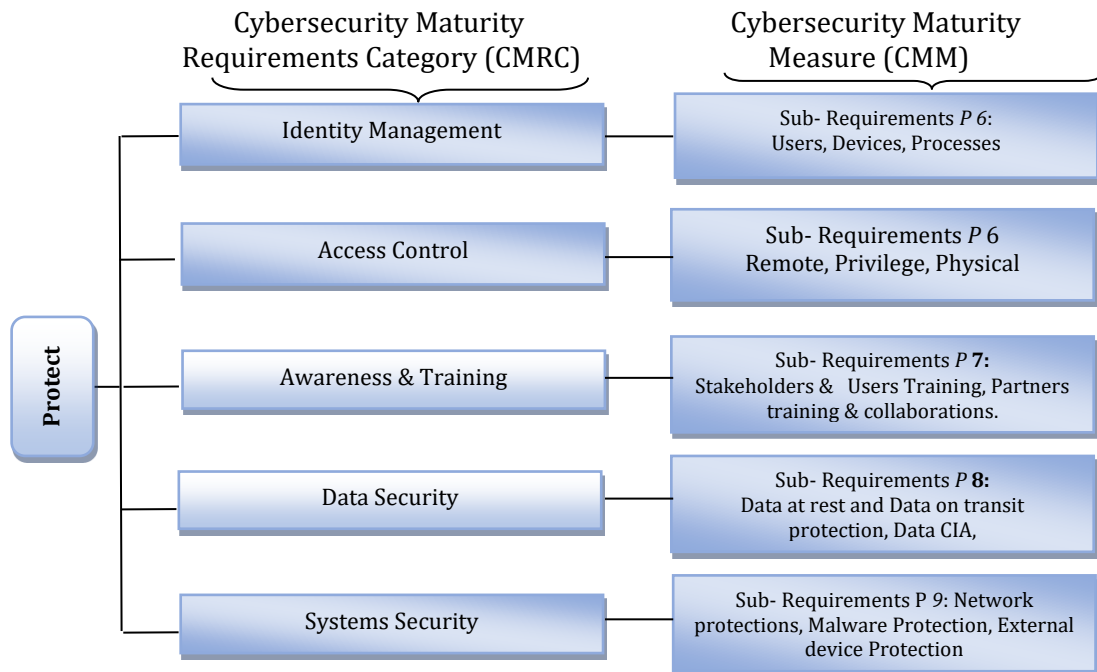 Cybersecurity Maturity
Requirements Category (CMRC)
Cybersecurity Maturity
Measure (CMM)
Protect
Identity Management
Sub- Requirements P 6:
Users, Devices, Processes
Access Control
Sub- Requirements P 6
Remote, Privilege, Physical
Awareness & Training
Sub- Requirements P 7:
Stakeholders & Users Training, Partners
training & collaborations.
Data Security
Sub- Requirements P 8:
Data at rest and Data on transit
protection, Data CIA,
Systems Security
Sub- Requirements P 9: Network
protections, Malware Protection, External
device Protection